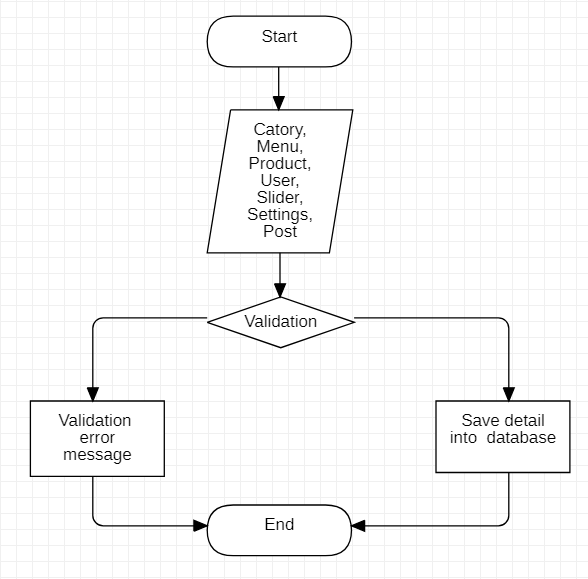 Start
Catory,
Menu,
Product,
User,
Slider,
Settings,
Post
Validation
Validation
error
message
Save detail
into database
End